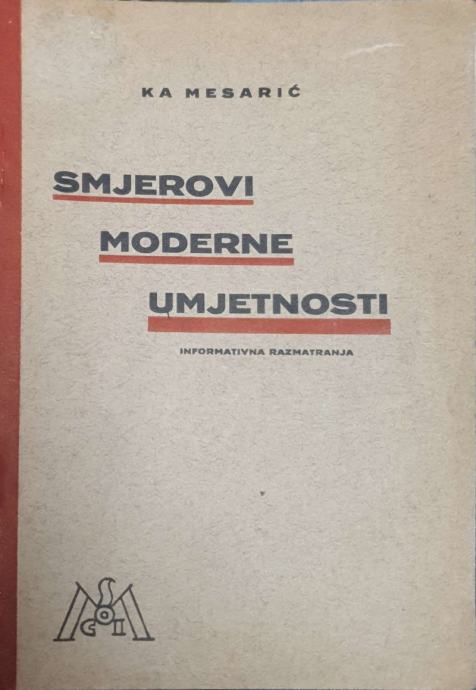 KA MESARIĆ
SMJEROVI
MODERNE
UMJETNOSTI
INFORMATIVNA RAZMATRANJA